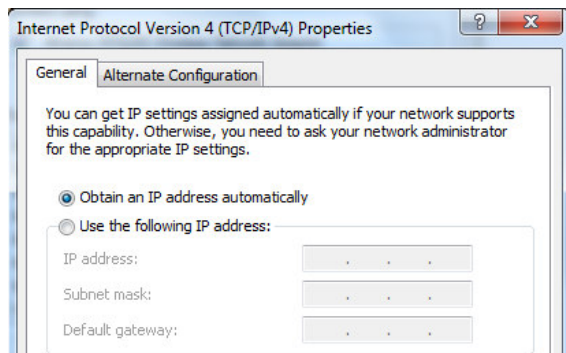 Internet Protocol Version 4 (TCP/IPv4) Properties
General
Alternate Configuration
You can get IP settings assigned automatically if your network supports
this capability. Otherwise, you need to ask your network administrator
for the appropriate IP settings.
Obtain an IP address automatically
Use the following IP address:
IP address:
Subnet mask:
Default gateway: